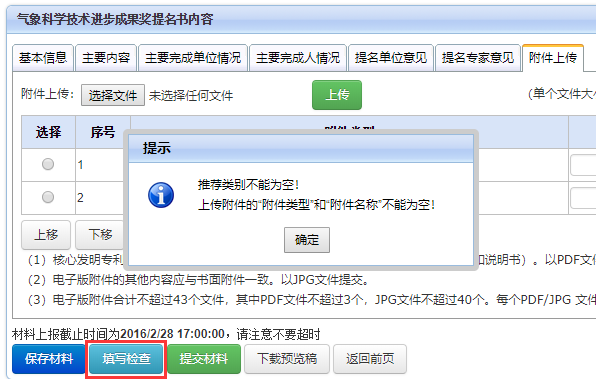 气象科学技术进步成果奖提名书内容
基本信息 主要内容 主要完成单位情况 主要完成人情况 提名单位意见 提名专家意见 附件上传
附件上传: 选择文件 未选择任何文件 上传 (单个文件大
选择 序号 附件类型
1
提示
推荐类别不能为空!
上传附件的“附件类型”和“附件名称”不能为空!
2
确定
上移 下移
(1) 核心发明专利 和说明书）。以PDF文
(2) 电子版附件的其他内容应与书面附件一致。以JPG文件提交。
(3) 电子版附件合计不超过43个文件，其中PDF文件不超过3个，JPG文件不超过40个。每个PDF/JPG 文件
材料上报截止时间为2016/2/28 17:00:00，请注意不要超时
保存材料 填写检查 提交材料 下载预览稿 返回前页